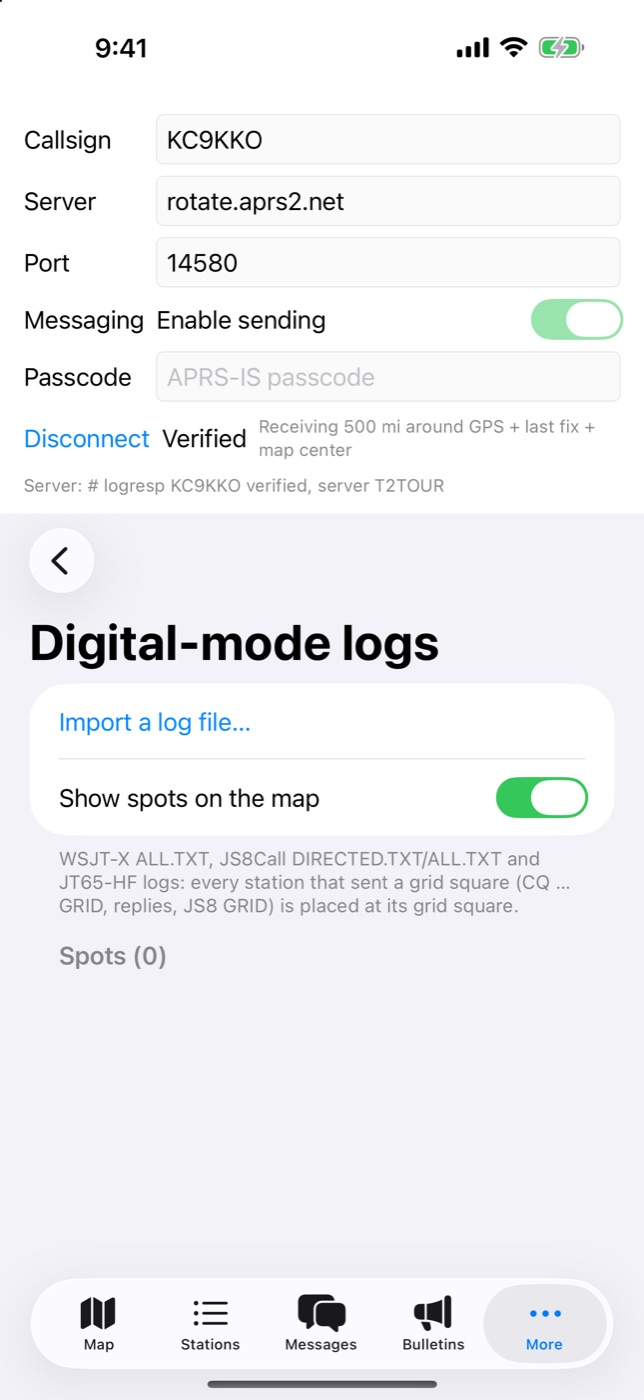 9:41
Callsign KC9KKO
Server rotate.aprs2.net
Port 14580
Messaging Enable sending
Passcode APRS-IS passcode
Disconnect Verified Receiving 500 mi around GPS + last fix +
map center
Server: # logresp KC9KKO verified, server T2TOUR
Digital-mode logs
Import a log file...
Show spots on the map
WSJT-X ALL.TXT, JS8Call DIRECTED.TXT/ALL.TXT and
JT65-HF logs: every station that sent a grid square (CQ ...
GRID, replies, JS8 GRID) is placed at its grid square.
Spots (0)
Map Stations Messages Bulletins More